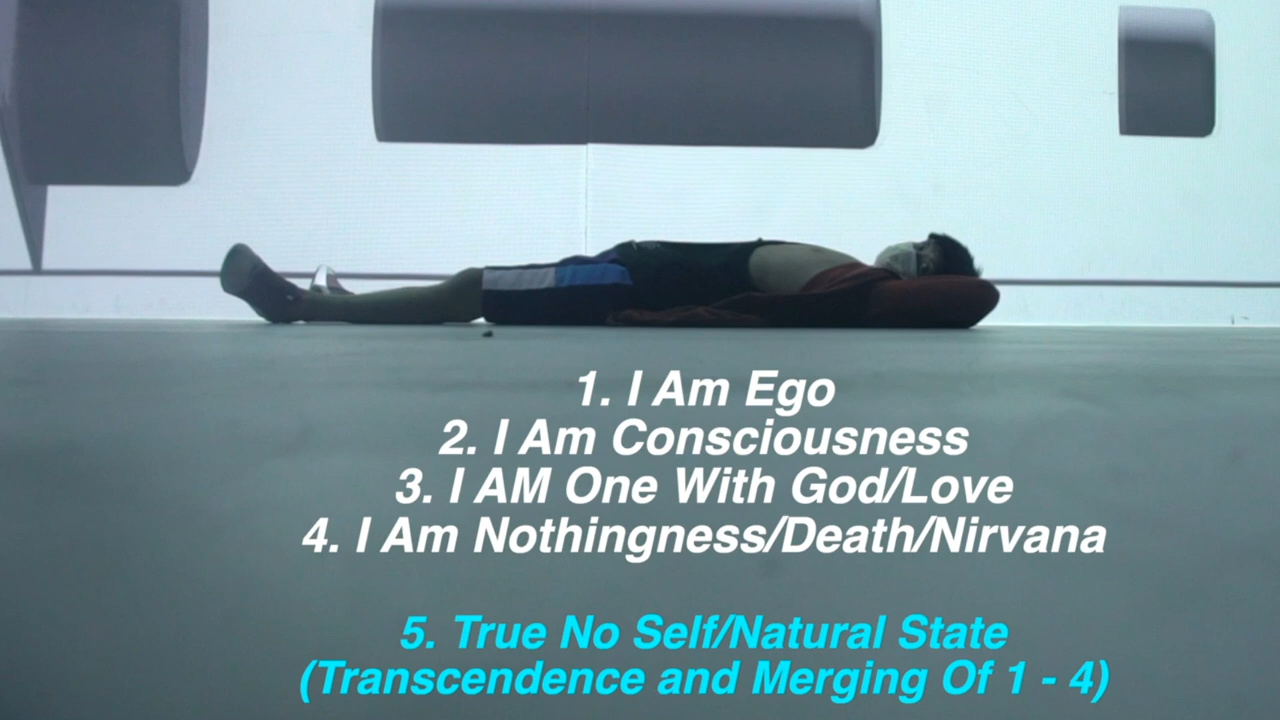 1. I Am Ego
2. I Am Consciousness
3. I AM One With God/Love
4. I Am Nothingness/Death/Nirvana
5. True No Self/Natural State
(Transcendence and Merging Of 1 - 4)